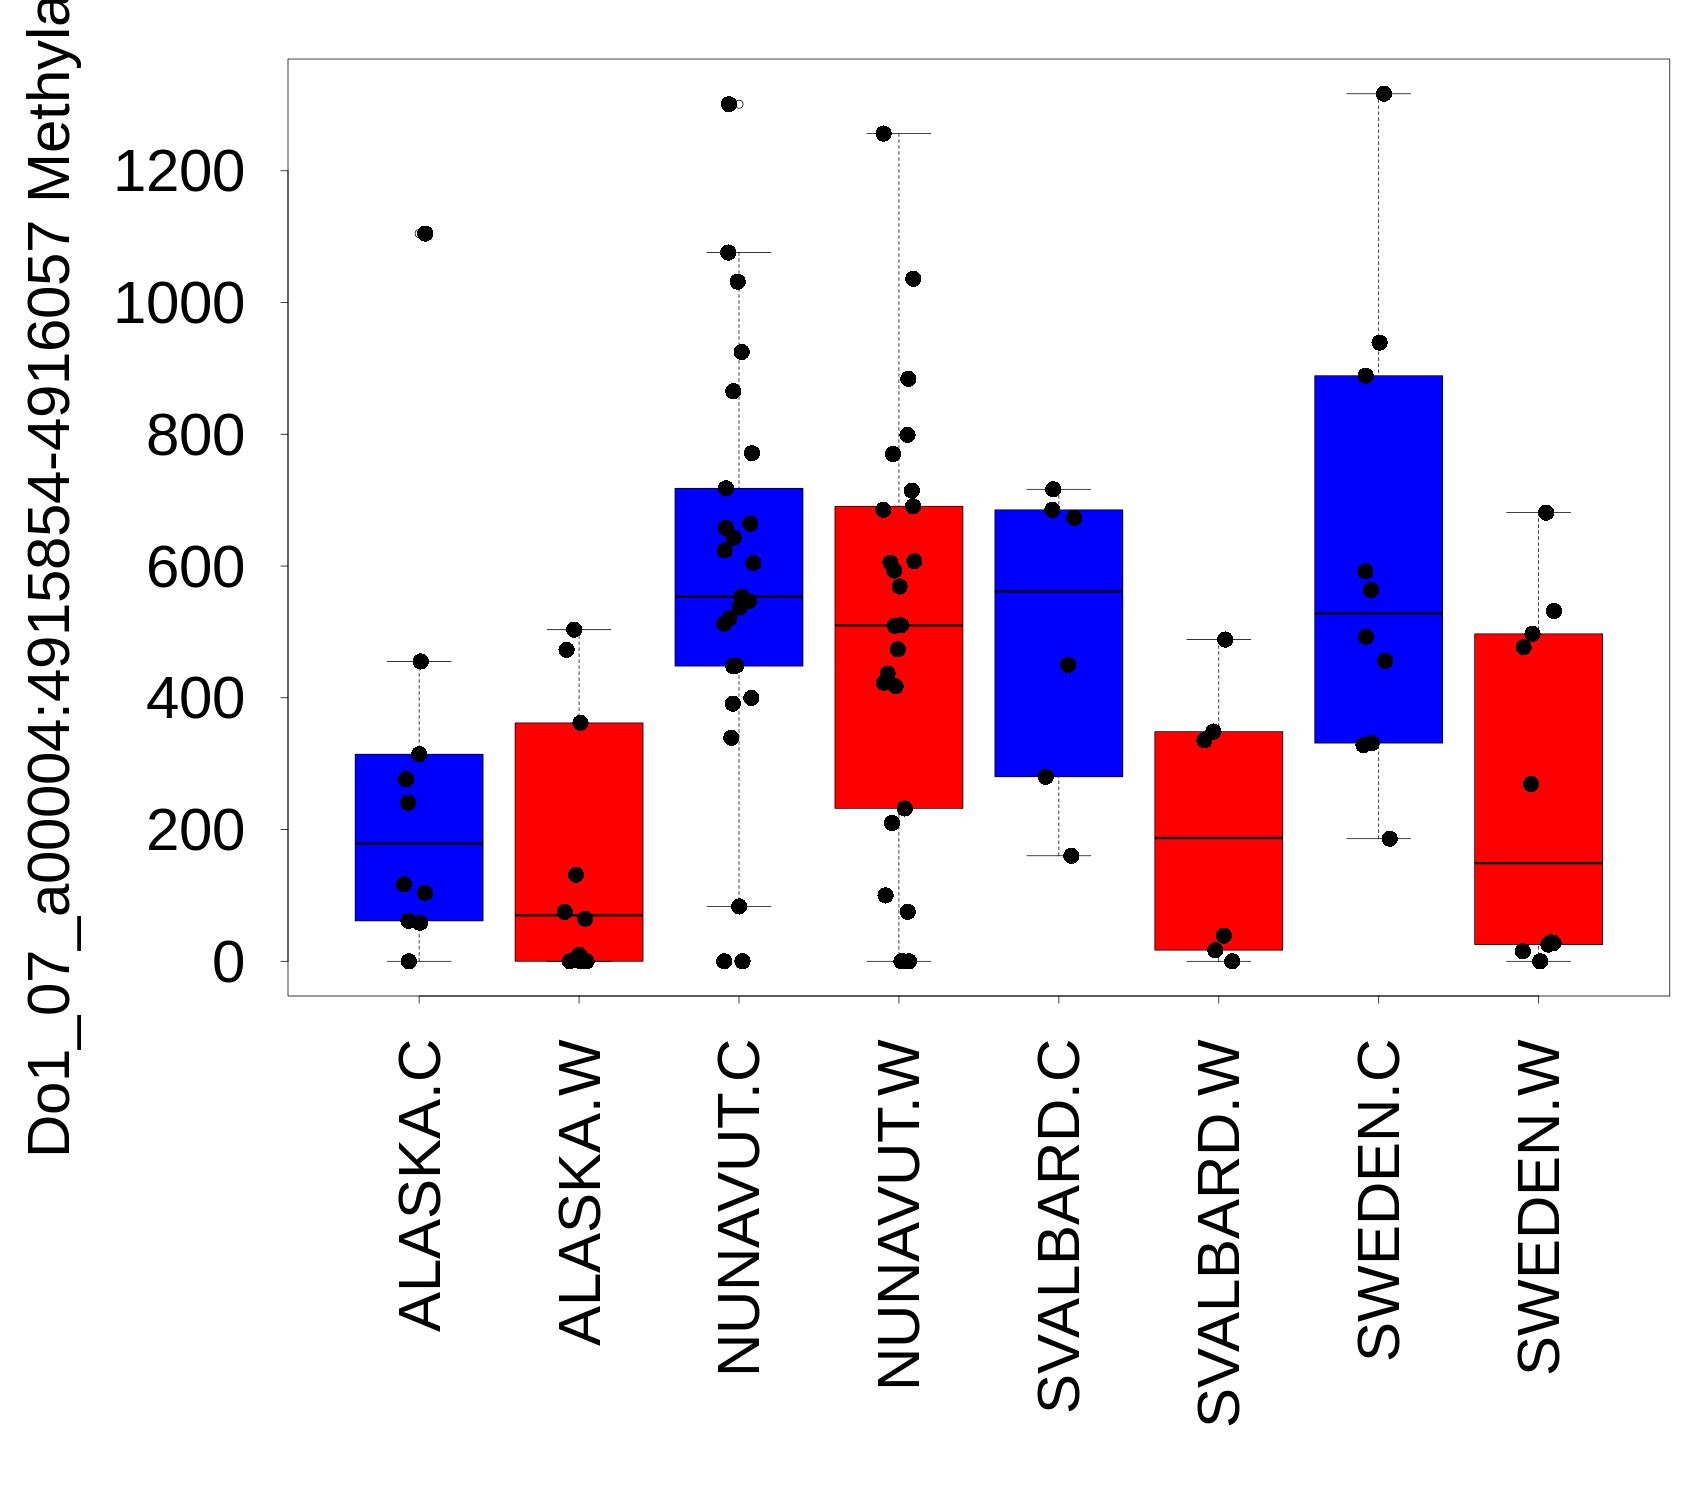 Do1_07_a00004:4915854-4916057 Methyla
1200
1000
800
600
400
200
0
ALASKA.C
ALASKA.W
NUNAVUT.C
NUNAVUT.W
SVALBARD.C
SVALBARD.W
SWEDEN.C
SWEDEN.W